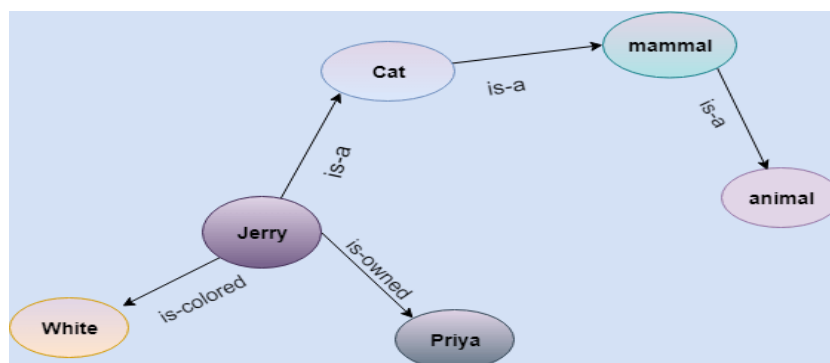 mammal
Cat
is-a
is-a
is-a
animal
Jerry
is-owned
is-colored
White
Priya